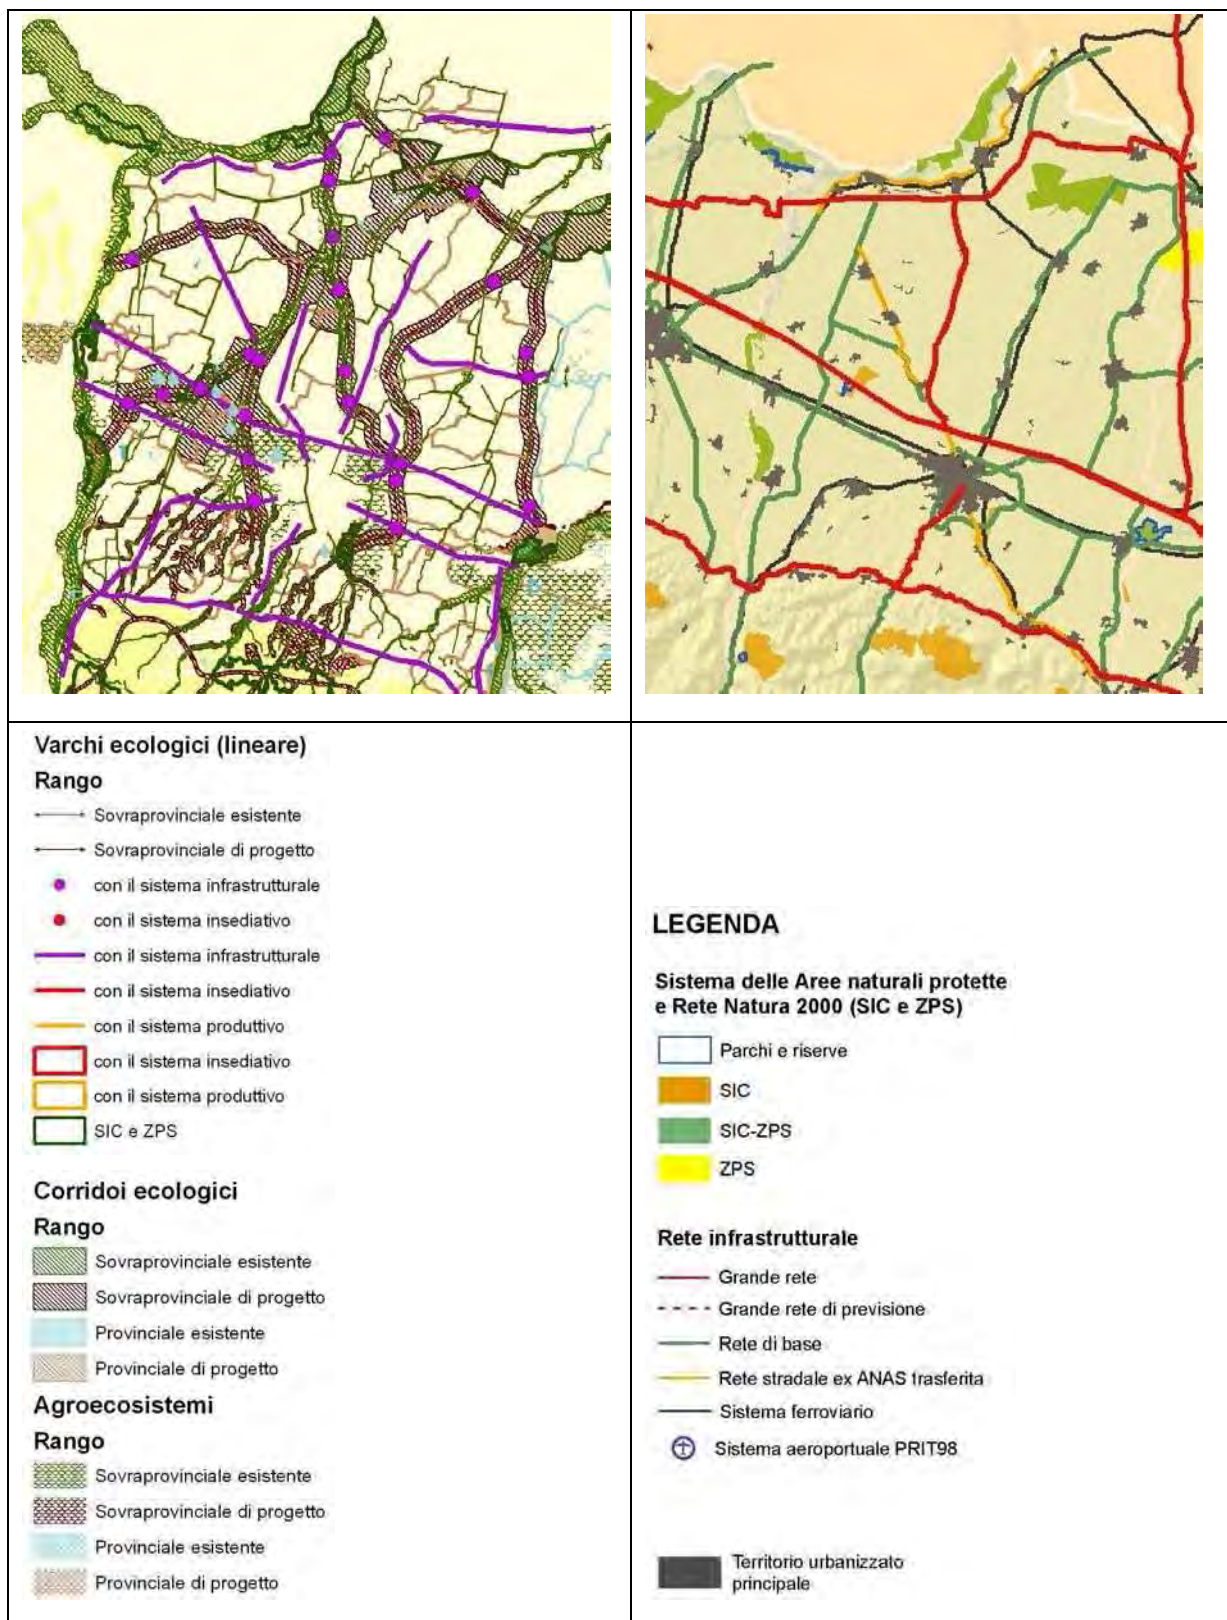 Varchi ecologici (lineare)
Rango
Sovraprovinciale esistente
Sovraprovinciale di progetto
con il sistema infrastrutturale
con il sistema insediativo
con il sistema infrastrutturale
con il sistema insediativo
con il sistema produttivo
con il sistema insediativo
con il sistema produttivo
SIC e ZPS
Corridoi ecologici
Rango
Sovraprovinciale esistente
Sovraprovinciale di progetto
Provinciale esistente
Provinciale di progetto
Agroecosistemi
Rango
Sovraprovinciale esistente
Sovraprovinciale di progetto
Provinciale esistente
Provinciale di progetto
LEGENDA
Sistema delle Aree naturali protette
e Rete Natura 2000 (SIC e ZPS)
Parchi e riserve
SIC
SIC-ZPS
ZPS
Rete infrastrutturale
Grande rete
Grande rete di previsione
Rete di base
Rete stradale ex ANAS trasferita
Sistema ferroviario
Sistema aeroportuale PRIT98
Territorio urbanizzato
principale